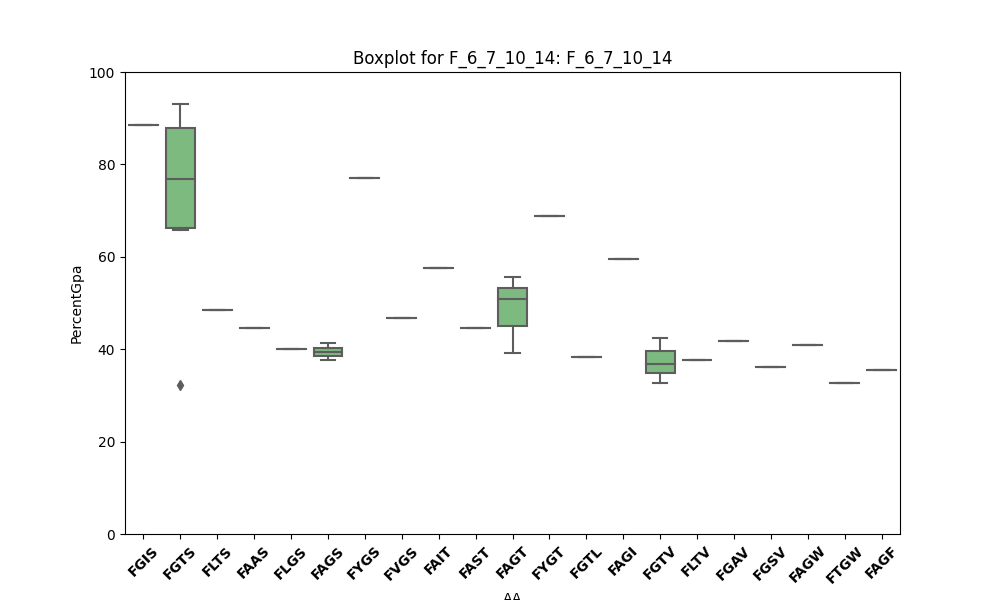 Boxplot for F_6_7_10_14: F_6_7_10_14
100
80
60
40
20
0
PercentGpa
FGIS
FGTS
FLTS
FAAS
FLGS
FAGS
FYGS
FVGS
FAIT
FAST
FAGT
FYGT
FGTL
FAGI
FGTV
FLTV
FGAV
FGSV
FAGW
FTGW
FAGF
AA